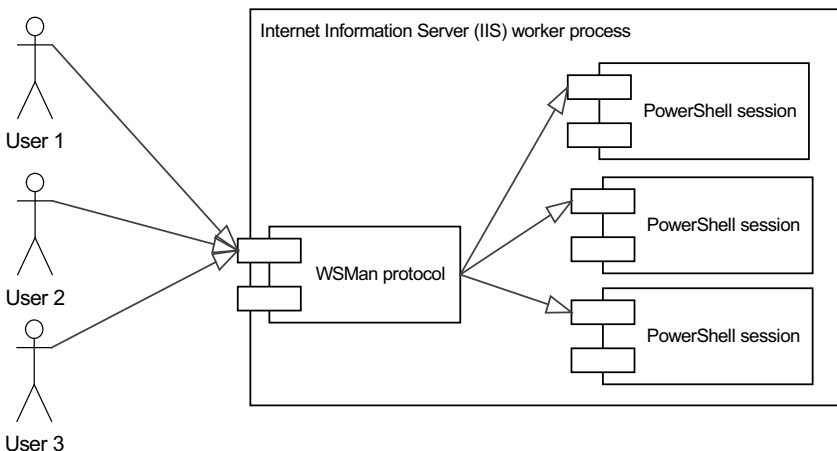 Internet Information Server (IIS) worker process
PowerShell session
User 1
PowerShell session
WSMan protocol
User 2
PowerShell session
User 3